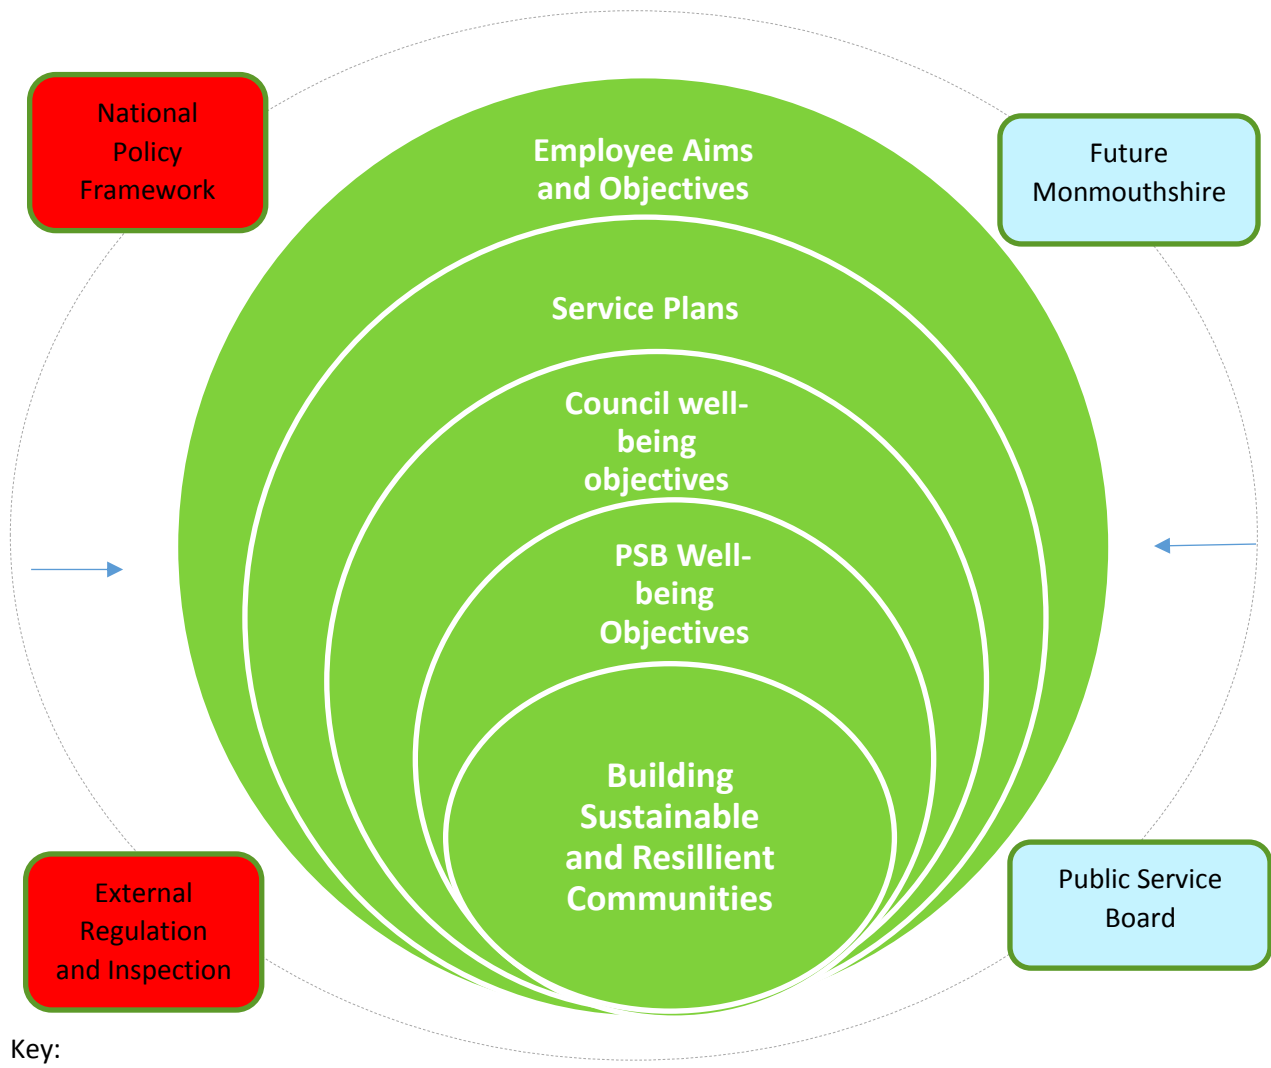 National
Policy
Framework
Future
Monmouthshire
Employee Aims
and Objectives
Service Plans
Council well-
being
objectives
PSB Well-
being
Objectives
Building
Sustainable
and Resillient
Communities
External
Regulation
and Inspection
Public Service
Board
Key: